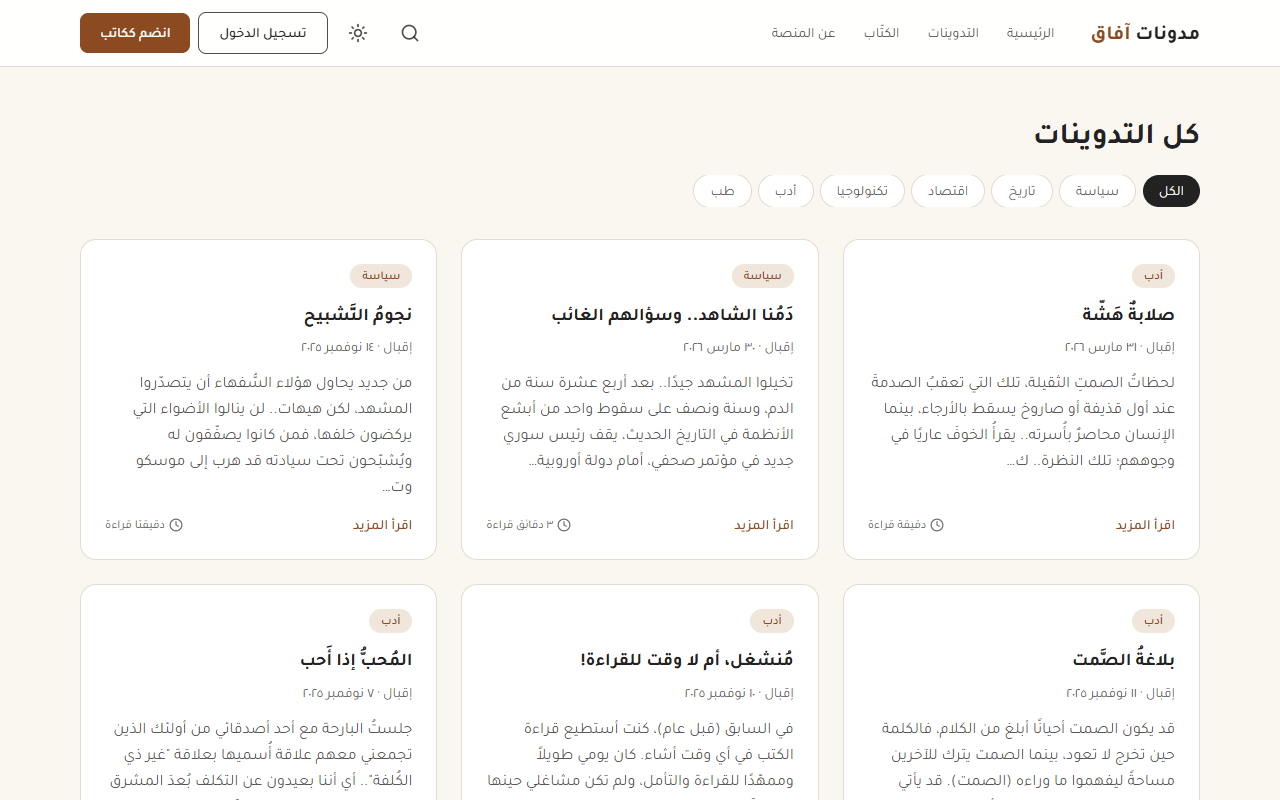 مدونات آفاق
الرئيسية
التدوينات
الكتّاب
عن المنصة
تسجيل الدخول
انضم ككاتب
كل التدوينات
الكل
سياسة
تاريخ
اقتصاد
تكنولوجيا
أدب
طب
أدب
صلابةٌ هَشّة
إقبال · ٣١ مارس ٢٠٢٦
لحظاتُ الصمتِ الثقيلة، تلك التي تعقبُ الصدمةَ
عند أول قذيفة أو صاروخ يسقط بالأرجاء، بينما
الإنسان محاصرٌ بأسرته.. يقرأُ الخوفَ عاريًا في
وجوههم؛ تلك النظرة.. ك...
اقرأ المزيد
دقيقة قراءة
سياسة
دَمُنا الشاهد.. وسؤالهم الغائب
إقبال · ٣٠ مارس ٢٠٢٦
تخيلوا المشهد جيدًا.. بعد أربع عشرة سنة من
الدم، وسنة ونصف على سقوط واحد من أبشع
الأنظمة في التاريخ الحديث، يقف رئيس سوري
جديد في مؤتمر صحفي، أمام دولة أوروبية...
اقرأ المزيد
٣ دقائق قراءة
سياسة
نجومُ التَّشبيح
إقبال · ١٤ نوفمبر ٢٠٢٥
من جديد يحاول هؤلاء السُّفهاء أن يتصدّروا
المشهد، لكن هيهات.. لن ينالوا الأضواء التي
يركضون خلفها، فمن كانوا يصفّقون له
ويُشبّحون تحت سيادته قد هرب إلى موسكو
وت...
اقرأ المزيد
دقيقتا قراءة
أدب
بلاغةُ الصَّمت
إقبال · ١١ نوفمبر ٢٠٢٥
قد يكون الصمت أحيانًا أبلغ من الكلام، فالكلمة
حين تخرج لا تعود، بينما الصمت يترك للآخرين
مساحةً ليفهموا ما وراءه (الصمت). قد يأتي
أدب
مُنشغل، أم لا وقت للقراءة!
إقبال · ١٠ نوفمبر ٢٠٢٥
في السابق (قبل عام)، كنت أستطيع قراءة
الكتب في أي وقت أشاء. كان يومي طويلاً
وممهّدًا للقراءة والتأمل، ولم تكن مشاغلي حينها
أدب
المُحبُّ إذا أَحب
إقبال · ٧ نوفمبر ٢٠٢٥
جلستُ البارحة مع أحد أصدقائي من أولئك الذين
تجمعني معهم علاقة أُسميها بعلاقة "غير ذي
الكُلفة".. أي أننا بعيدون عن التكلف بُعدَ المشرق